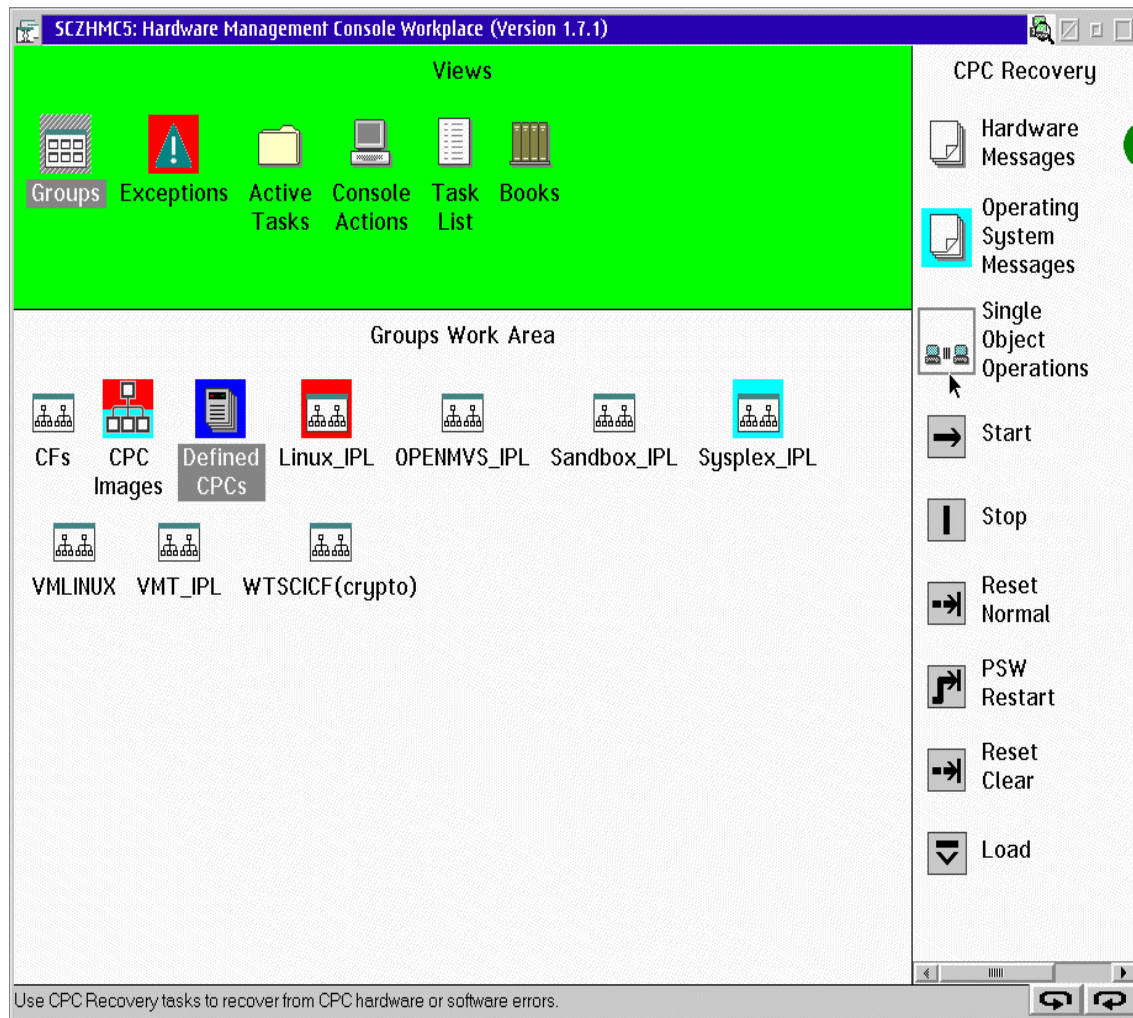 SCZHMC5: Hardware Management Console Workplace (Version 1.7.1)
Views
Groups
Exceptions
Active
Tasks
Console
Actions
Task
List
Books
Groups Work Area
CFs
CPC
Images
Defined
CPCs
Linux_IPL
OPENMVS_IPL
Sandbox_IPL
Sysplex_IPL
VMLINUX
VMT_IPL
WTSCICF(crypto)
CPC Recovery
Hardware
Messages
Operating
System
Messages
Single
Object
Operations
Start
Stop
Reset
Normal
PSW
Restart
Reset
Clear
Load
Use CPC Recovery tasks to recover from CPC hardware or software errors.